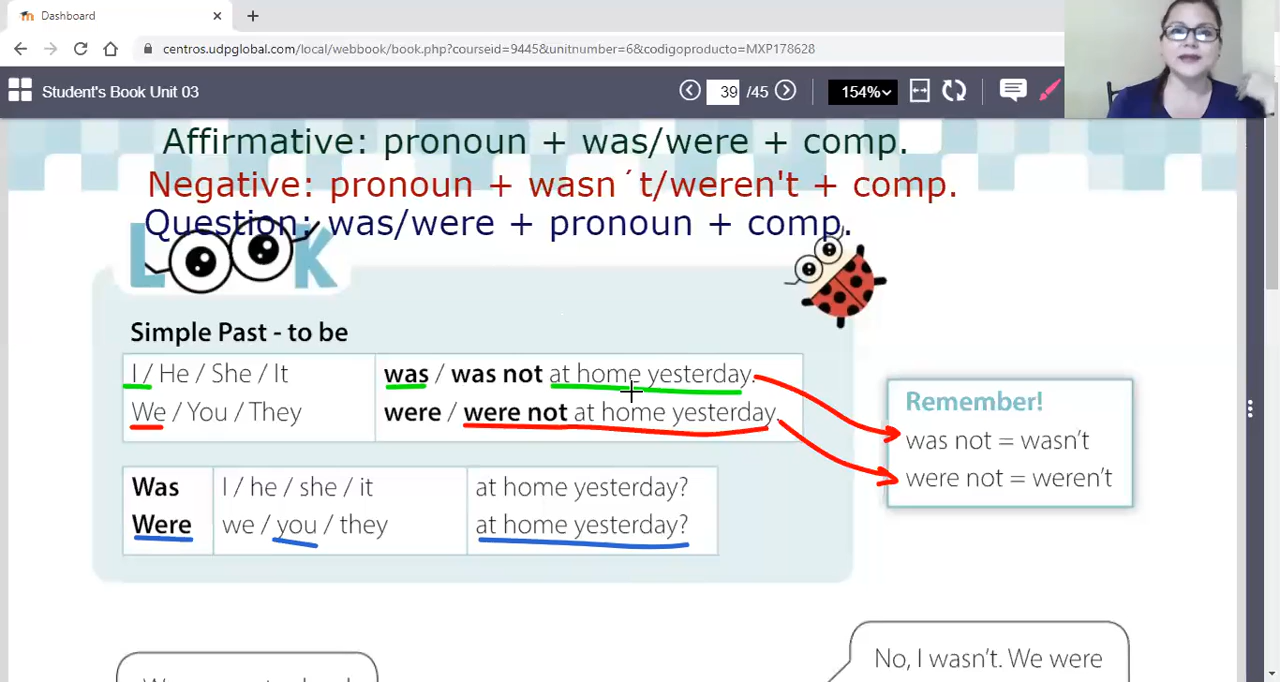 Dashboard
centros.udpglobal.com/local/webbook/book.php?courseid=9445&unitnumber=6&codigoproducto=MXP178628
Student's Book Unit 03
39 /45
154%
Affirmative: pronoun + was/were + comp.
Negative: pronoun + wasn´t/weren't + comp.
Question: was/were + pronoun + comp.
LOOK
Simple Past - to be
I / He / She / It was / was not at home yesterday.
We / You / They were / were not at home yesterday.
Remember!
was not = wasn't
were not = weren't
Was I / he / she / it at home yesterday?
Were we / you / they at home yesterday?
No, I wasn't. We were